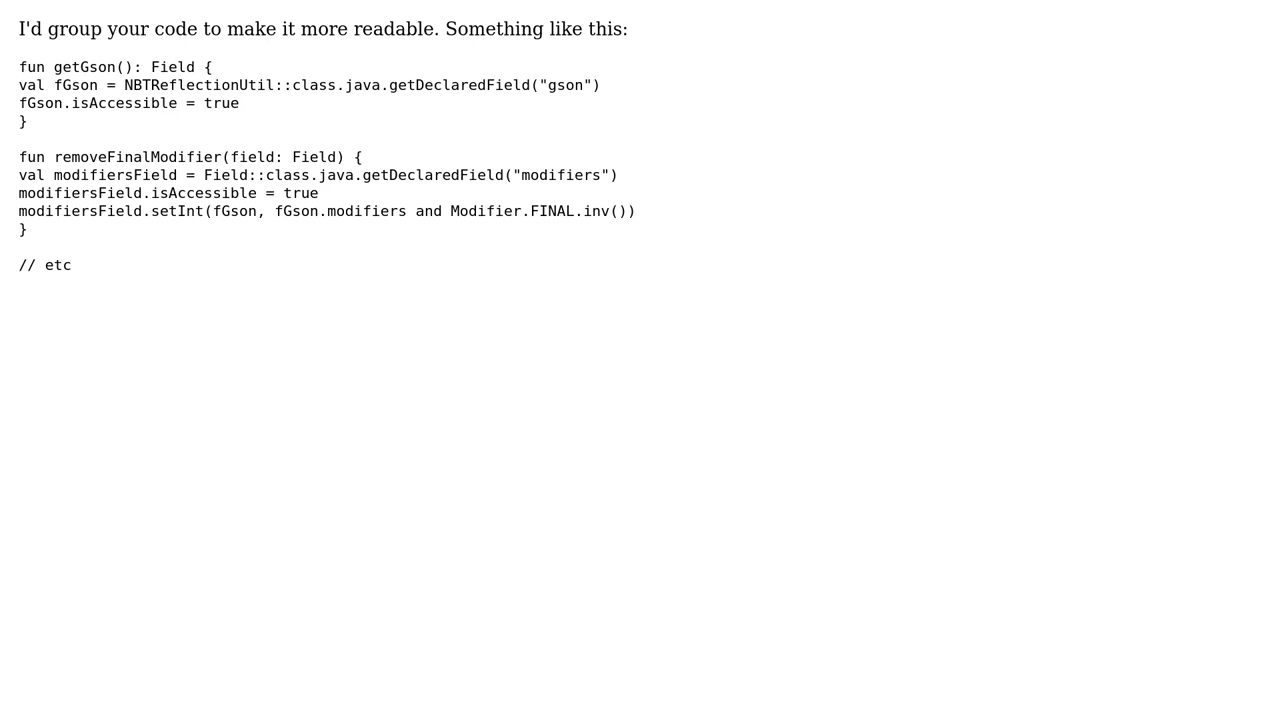 I'd group your code to make it more readable. Something like this:
fun getGson(): Field {
val fGson = NBTReflectionUtil::class.java.getDeclaredField("gson")
fGson.isAccessible = true
}
fun removeFinalModifier(field: Field) {
val modifiersField = Field::class.java.getDeclaredField("modifiers")
modifiersField.isAccessible = true
modifiersField.setInt(fGson, fGson.modifiers and Modifier.FINAL.inv())
}
// etc